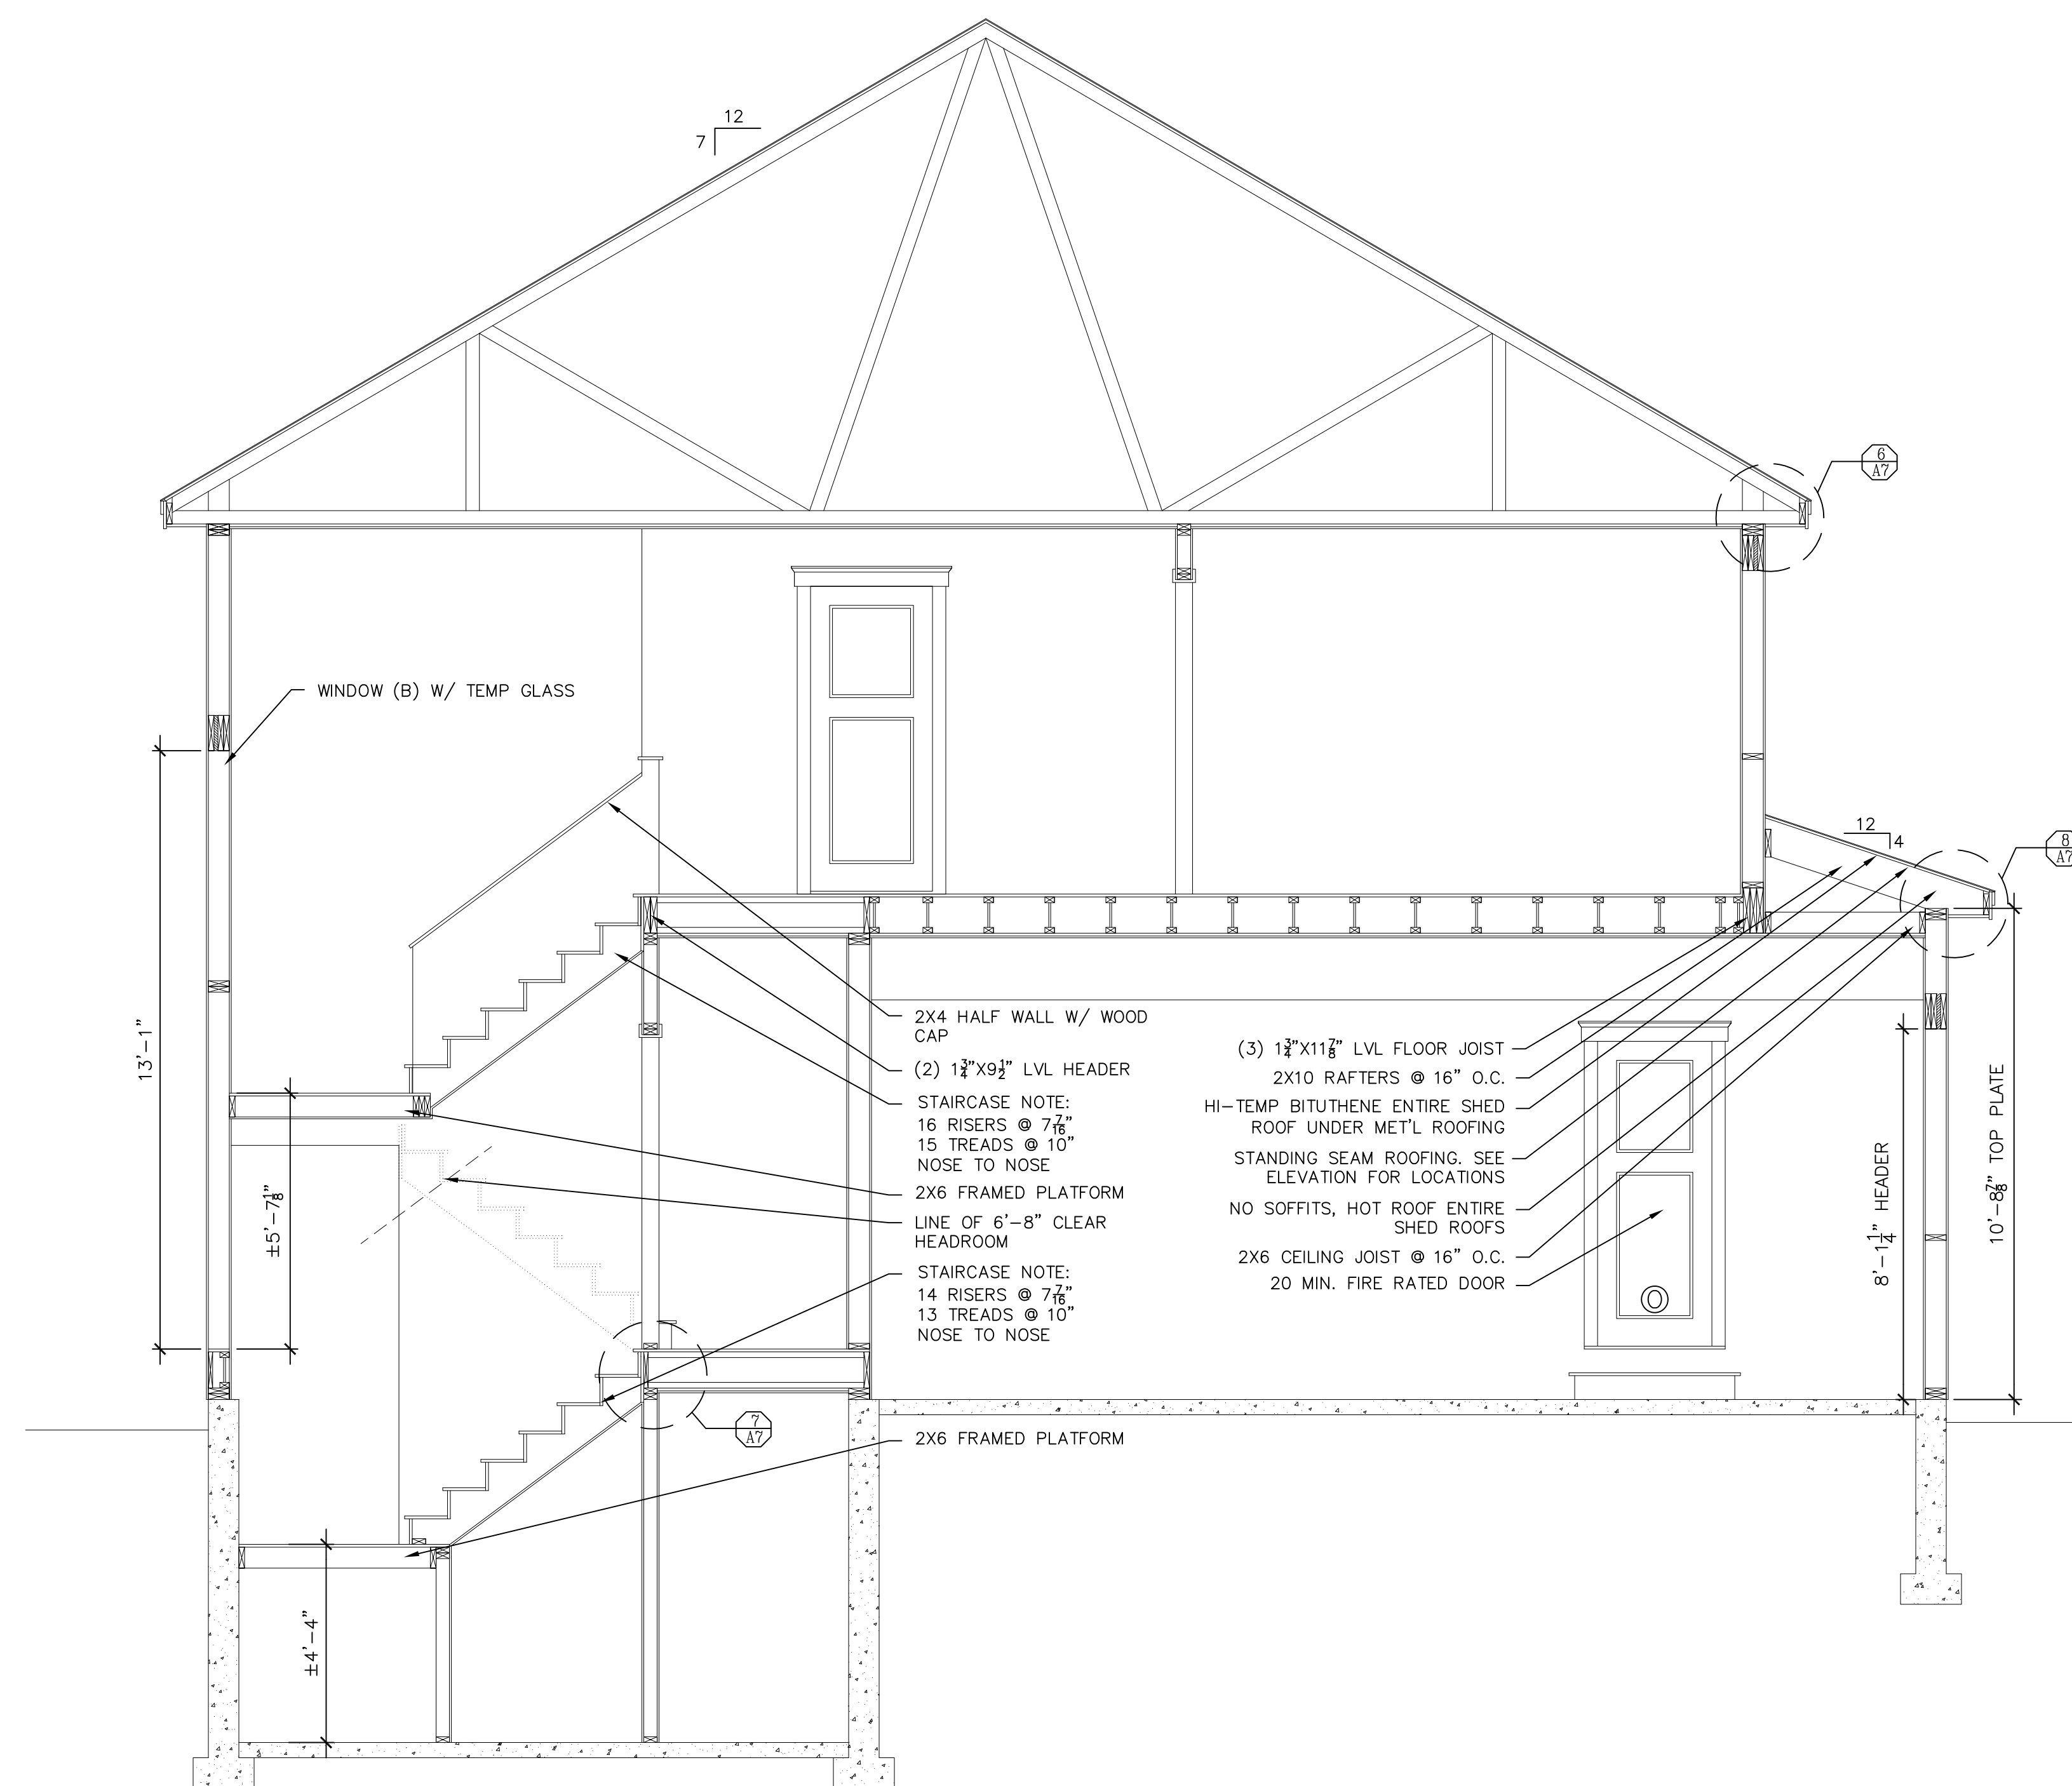 12
7
6
A7
WINDOW (B) W/ TEMP GLASS
12
4
8
A7
13'-1"
±5'-7⅛"
2X4 HALF WALL W/ WOOD
CAP
(2) 1¾"X9½" LVL HEADER
STAIRCASE NOTE:
16 RISERS @ 7 7/16"
15 TREADS @ 10"
NOSE TO NOSE
2X6 FRAMED PLATFORM
LINE OF 6'-8" CLEAR
HEADROOM
STAIRCASE NOTE:
14 RISERS @ 7 7/16"
13 TREADS @ 10"
NOSE TO NOSE
(3) 1¾"X11⅞" LVL FLOOR JOIST
2X10 RAFTERS @ 16" O.C.
HI-TEMP BITUTHENE ENTIRE SHED
ROOF UNDER MET'L ROOFING
STANDING SEAM ROOFING. SEE
ELEVATION FOR LOCATIONS
NO SOFFITS, HOT ROOF ENTIRE
SHED ROOFS
2X6 CEILING JOIST @ 16" O.C.
20 MIN. FIRE RATED DOOR
8'-1¼" HEADER
10'-8⅞" TOP PLATE
7
A7
2X6 FRAMED PLATFORM
±4'-4"